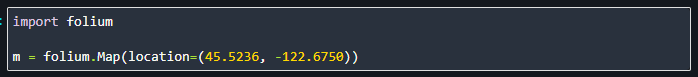 import folium
m = folium.Map(location=(45.5236, -122.6750))